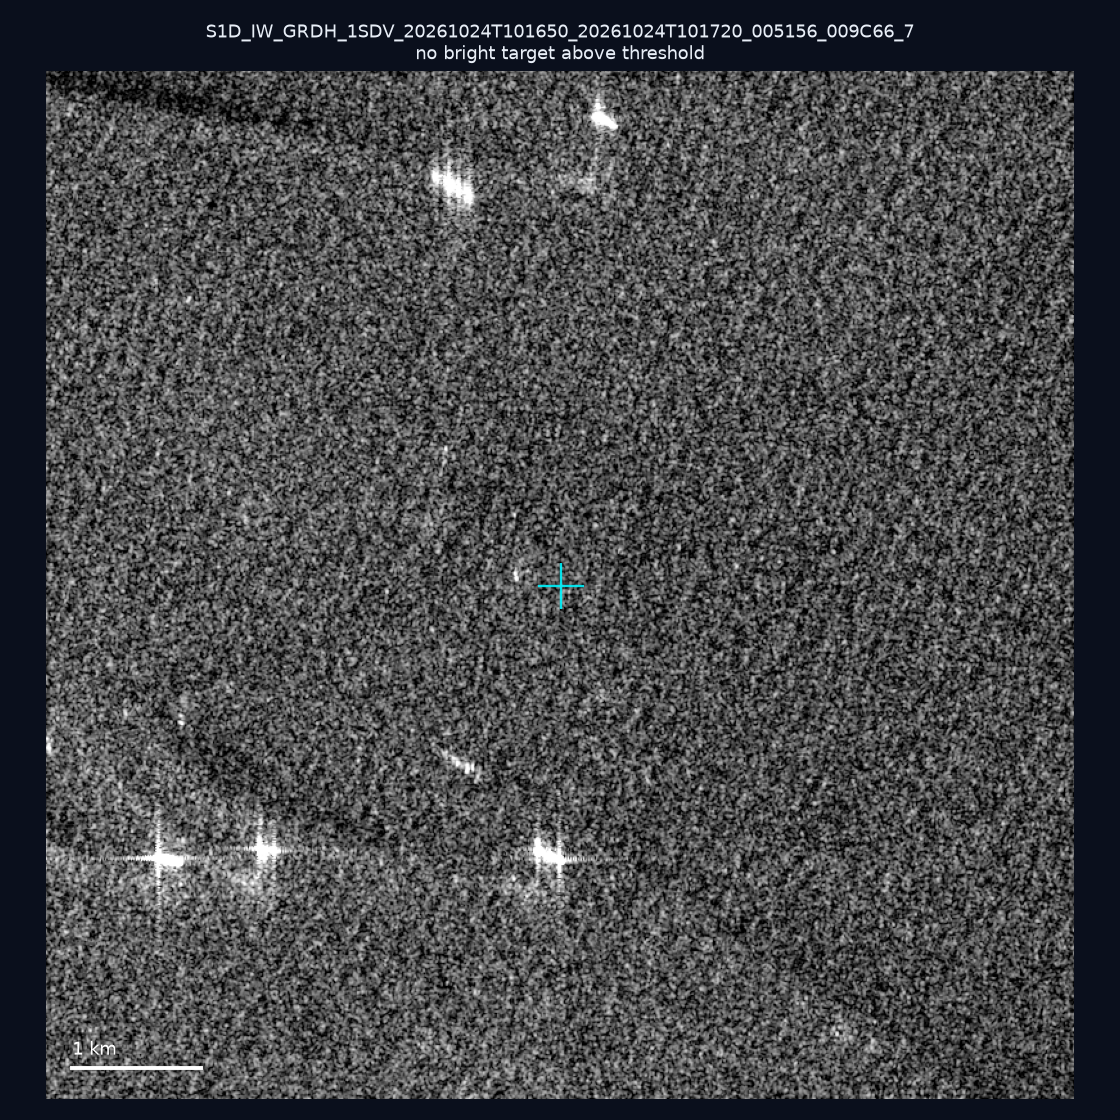 S1D_IW_GRDH_1SDV_20261024T101650_20261024T101720_005156_009C66_7
no bright target above threshold
1 km